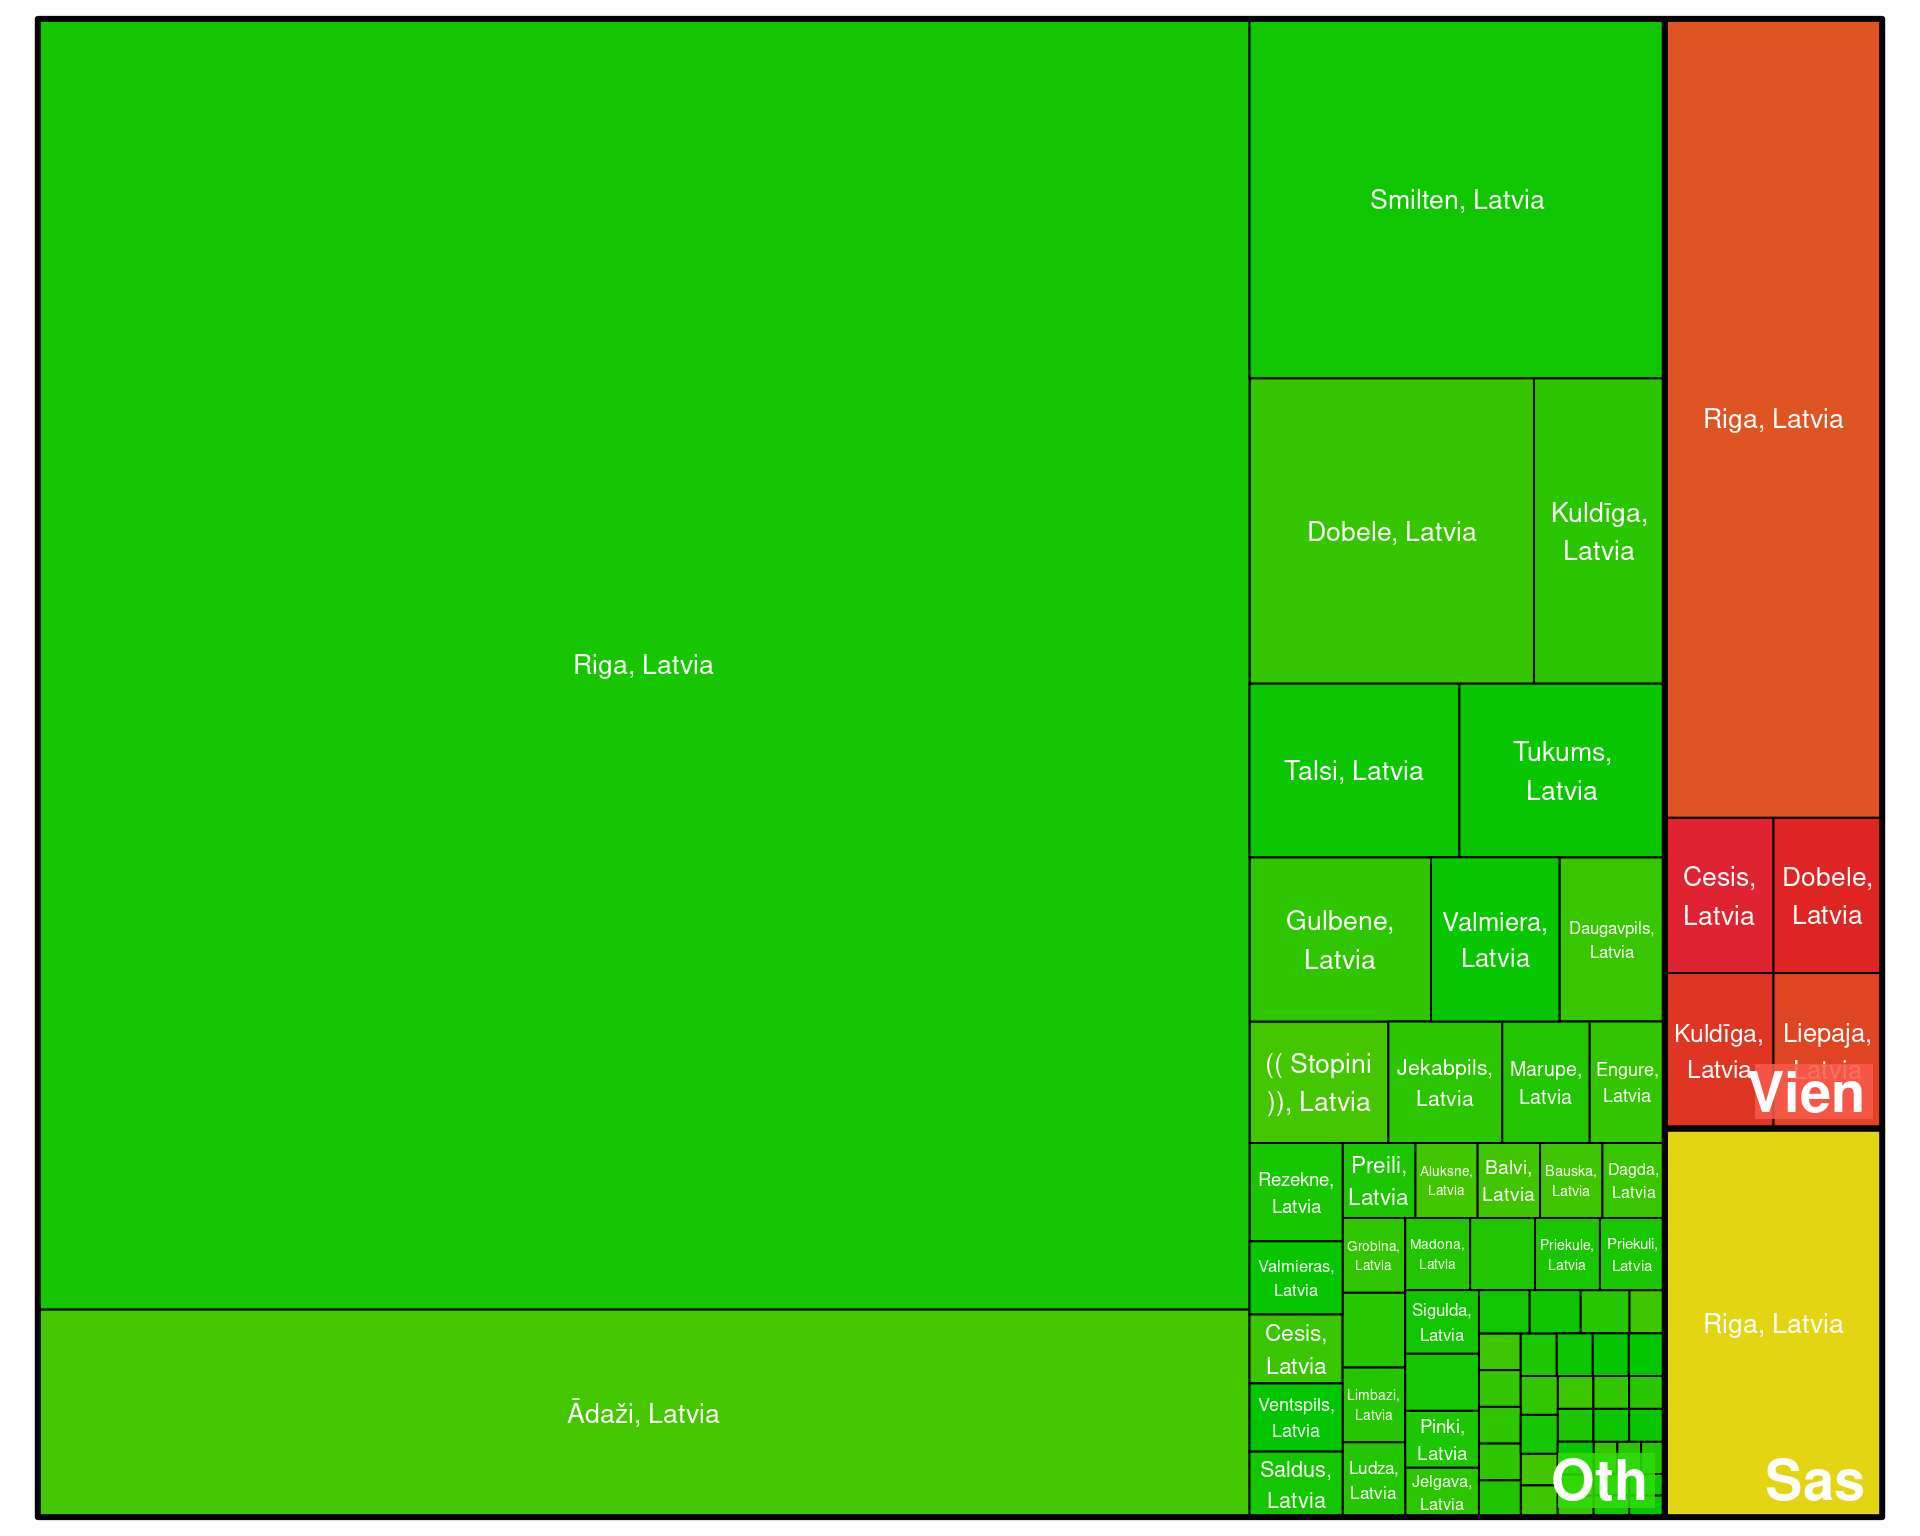 Riga, Latvia
Ādaži, Latvia
Smilten, Latvia
Dobele, Latvia
Kuldīga,
Latvia
Talsi, Latvia
Tukums,
Latvia
Gulbene,
Latvia
Valmiera,
Latvia
Daugavpils,
Latvia
(( Stopini
)), Latvia
Jekabpils,
Latvia
Marupe,
Latvia
Engure,
Latvia
Rezekne,
Latvia
Valmieras,
Latvia
Cesis,
Latvia
Ventspils,
Latvia
Saldus,
Latvia
Preili,
Latvia
Aluksne,
Latvia
Balvi,
Latvia
Bauska,
Latvia
Dagda,
Latvia
Grobina,
Latvia
Madona,
Latvia
Priekule,
Latvia
Priekuli,
Latvia
Limbazi,
Latvia
Ludza,
Latvia
Sigulda,
Latvia
Pinki,
Latvia
Jelgava,
Latvia
Oth
Riga, Latvia
Cesis,
Latvia
Dobele,
Latvia
Kuldīga,
Latvia
Liepaja,
Latvia
Vien
Riga, Latvia
Sas